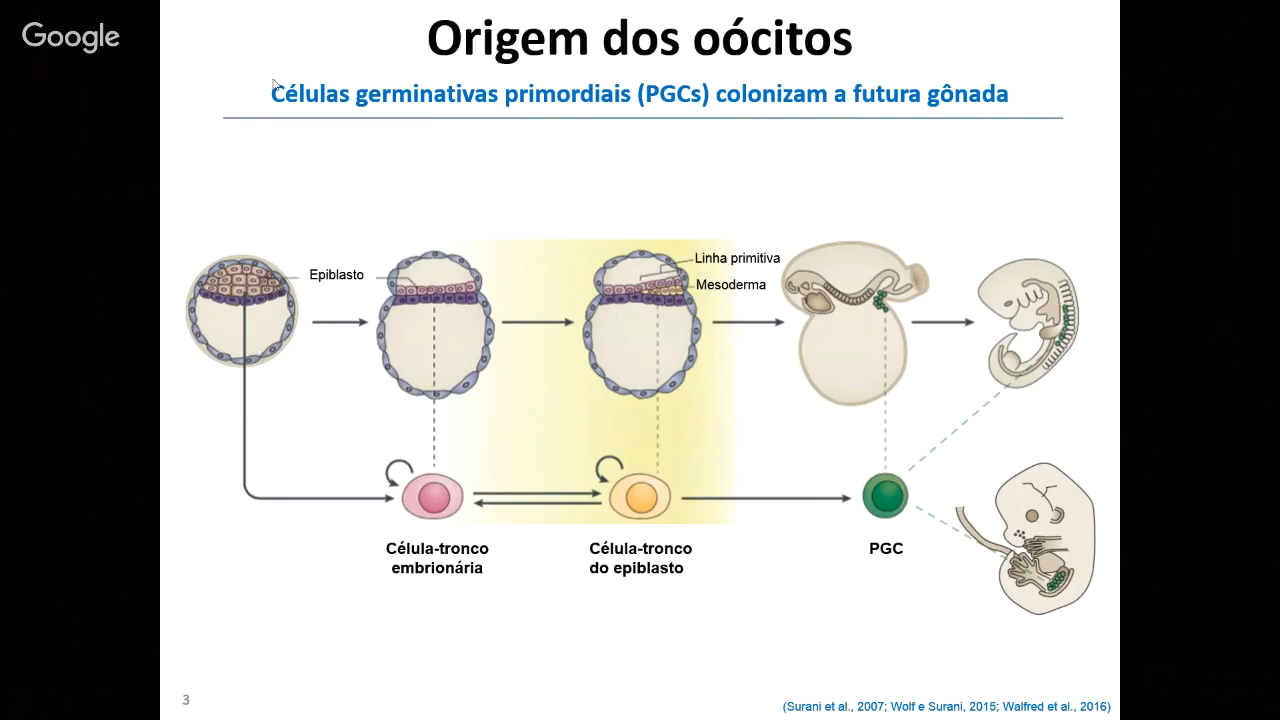 Google
Origem dos oócitos
Células germinativas primordiais (PGCs) colonizam a futura gônada
Epiblasto
Linha primitiva
Mesoderma
Célula-tronco
embrionária
Célula-tronco
do epiblasto
PGC
3
(Surani et al., 2007; Wolf e Surani, 2015; Walfred et al., 2016)